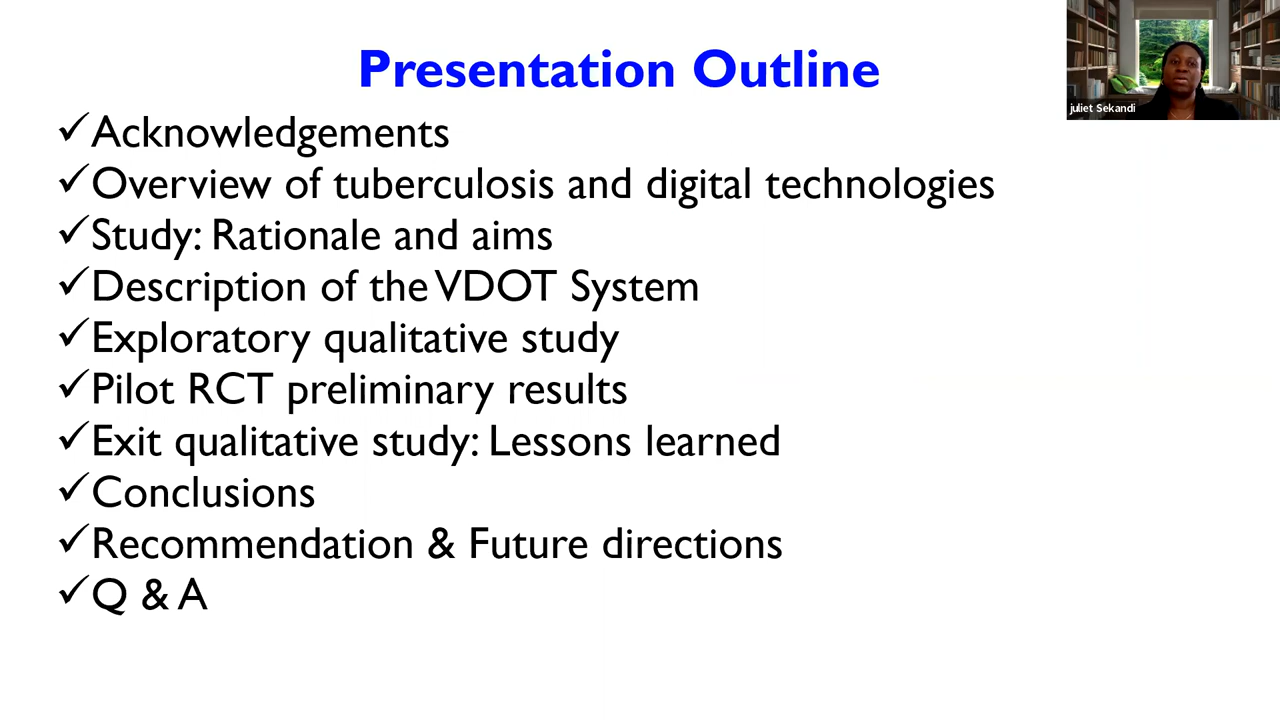 Presentation Outline
juliet Sekandi
✓Acknowledgements
✓Overview of tuberculosis and digital technologies
✓Study: Rationale and aims
✓Description of the VDOT System
✓Exploratory qualitative study
✓Pilot RCT preliminary results
✓Exit qualitative study: Lessons learned
✓Conclusions
✓Recommendation & Future directions
✓Q & A